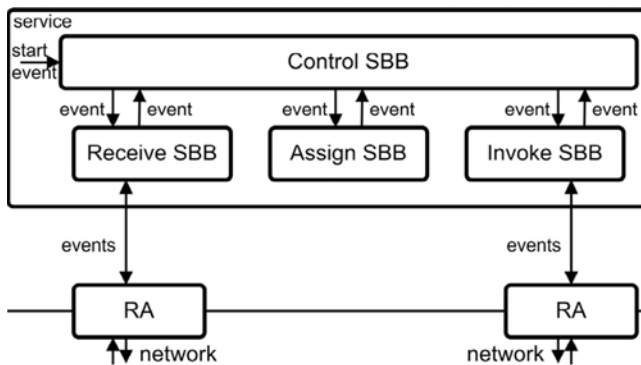 service
start
event
Control SBB
event event event event event event
Receive SBB Assign SBB Invoke SBB
events events
RA RA
network network